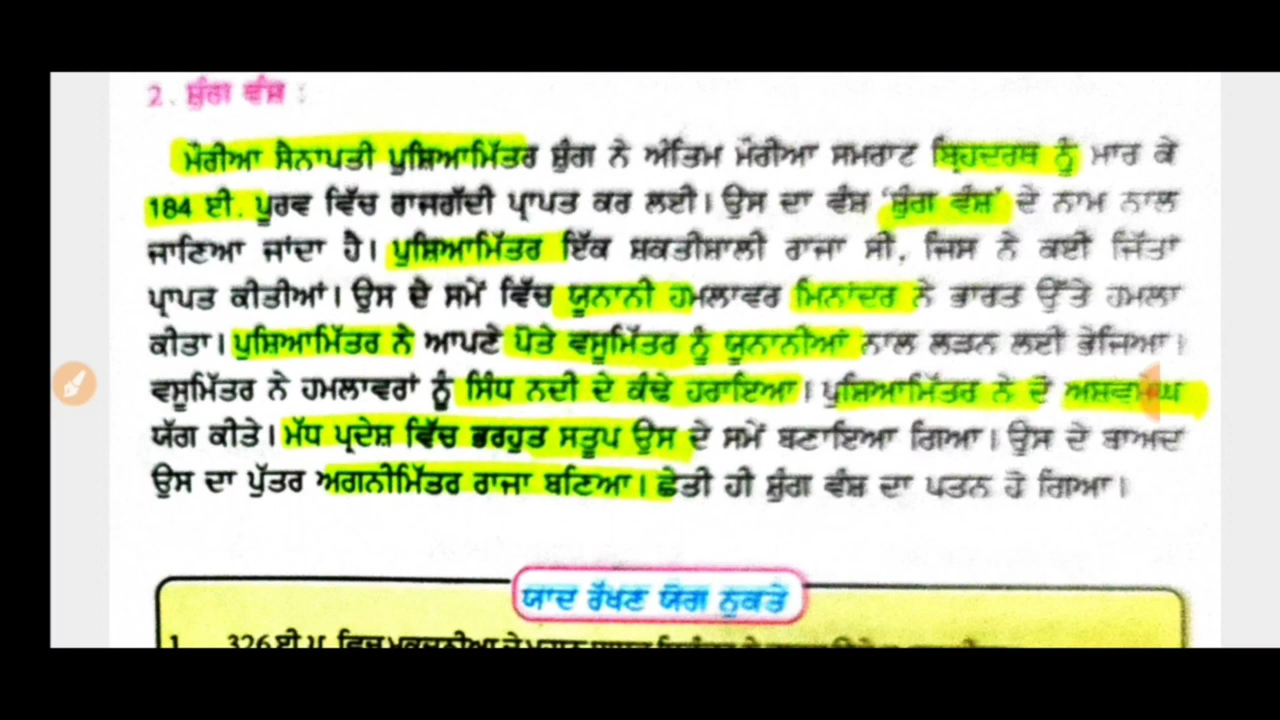 2. ਸ਼ੁੰਗ ਵੰਸ਼ :
ਮੌਰੀਆ ਸੈਨਾਪਤੀ ਪੁਸ਼ਿਆਮਿੱਤਰ ਸ਼ੁੰਗ ਨੇ ਅੰਤਿਮ ਮੌਰੀਆ ਸਮਰਾਟ ਬ੍ਰਿਹਦਰਥ ਨੂੰ ਮਾਰ ਕੇ
184 ਈ. ਪੂਰਵ ਵਿੱਚ ਰਾਜਗੱਦੀ ਪ੍ਰਾਪਤ ਕਰ ਲਈ। ਉਸ ਦਾ ਵੰਸ਼ ‘ਸ਼ੁੰਗ ਵੰਸ਼’ ਦੇ ਨਾਮ ਨਾਲ
ਜਾਣਿਆ ਜਾਂਦਾ ਹੈ। ਪੁਸ਼ਿਆਮਿੱਤਰ ਇੱਕ ਸ਼ਕਤੀਸ਼ਾਲੀ ਰਾਜਾ ਸੀ, ਜਿਸ ਨੇ ਕਈ ਜਿੱਤਾਂ
ਪ੍ਰਾਪਤ ਕੀਤੀਆਂ। ਉਸ ਦੇ ਸਮੇਂ ਵਿੱਚ ਯੂਨਾਨੀ ਹਮਲਾਵਰ ਮਿਨਾਂਦਰ ਨੇ ਭਾਰਤ ਉੱਤੇ ਹਮਲਾ
ਕੀਤਾ। ਪੁਸ਼ਿਆਮਿੱਤਰ ਨੇ ਆਪਣੇ ਪੋਤੇ ਵਸੂਮਿੱਤਰ ਨੂੰ ਯੂਨਾਨੀਆਂ ਨਾਲ ਲੜਨ ਲਈ ਭੇਜਿਆ।
ਵਸੂਮਿੱਤਰ ਨੇ ਹਮਲਾਵਰਾਂ ਨੂੰ ਸਿੰਧ ਨਦੀ ਦੇ ਕੰਢੇ ਹਰਾਇਆ। ਪੁਸ਼ਿਆਮਿੱਤਰ ਨੇ ਦੋ ਅਸ਼ਵਮੇਘ
ਯੱਗ ਕੀਤੇ। ਮੱਧ ਪ੍ਰਦੇਸ਼ ਵਿੱਚ ਭਰਹੁਤ ਸਤੂਪ ਉਸ ਦੇ ਸਮੇਂ ਬਣਾਇਆ ਗਿਆ। ਉਸ ਦੇ ਬਾਅਦ
ਉਸ ਦਾ ਪੁੱਤਰ ਅਗਨੀਮਿੱਤਰ ਰਾਜਾ ਬਣਿਆ। ਛੇਤੀ ਹੀ ਸ਼ੁੰਗ ਵੰਸ਼ ਦਾ ਪਤਨ ਹੋ ਗਿਆ।
ਯਾਦ ਰੱਖਣ ਯੋਗ ਨੁਕਤੇ
1. 326 ਈ.ਪੂ. ਵਿਚ